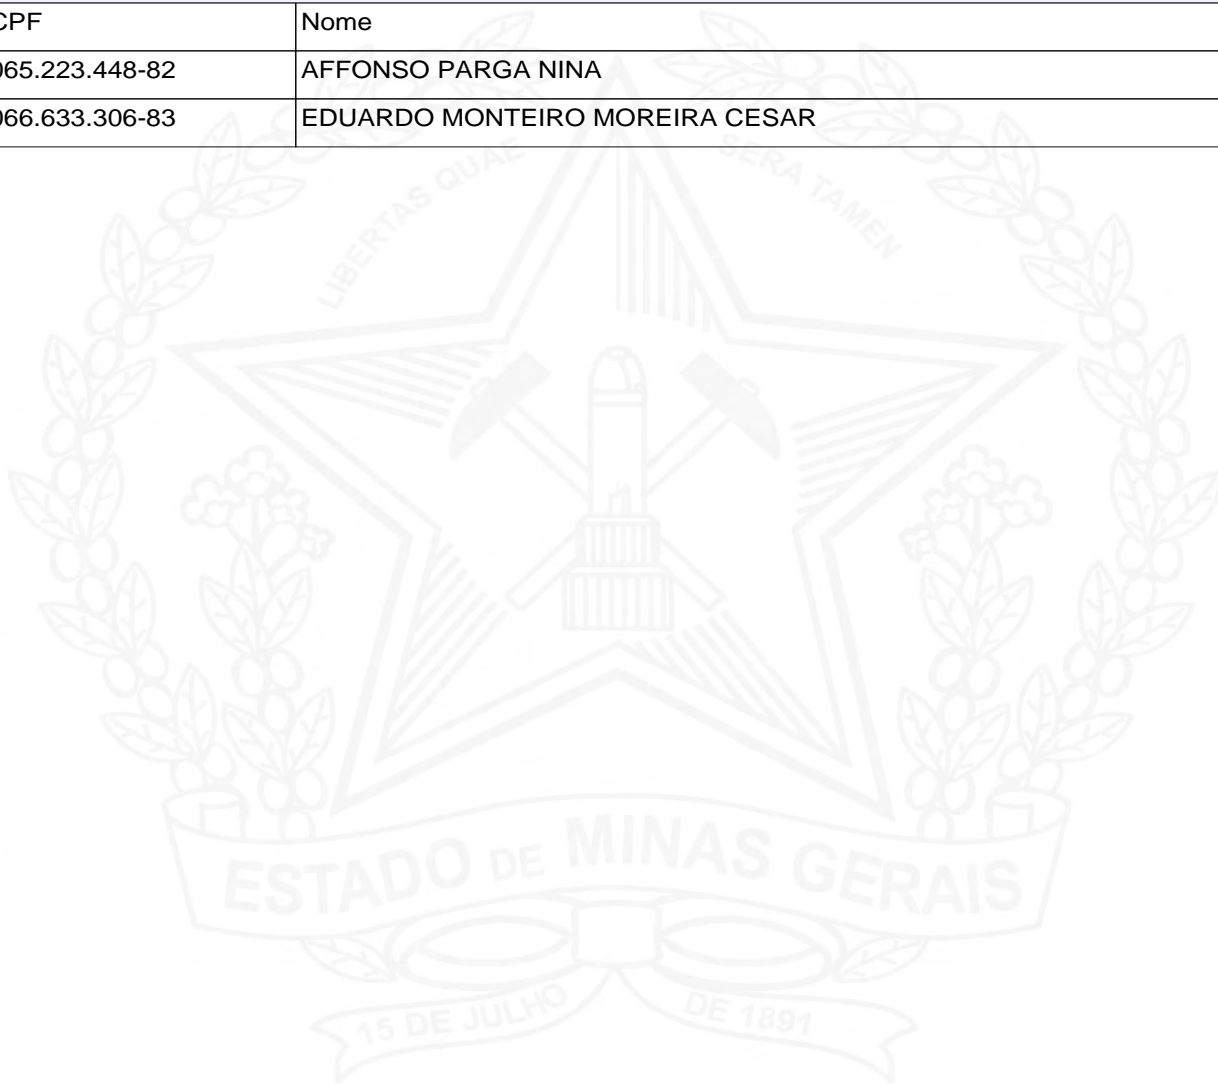 CPF Nome
065.223.448-82 AFFONSO PARGA NINA
066.633.306-83 EDUARDO MONTEIRO MOREIRA CESAR
LIBERTAS QUAE SERA TAMEN
ESTADO DE MINAS GERAIS
15 DE JULHO DE 1891